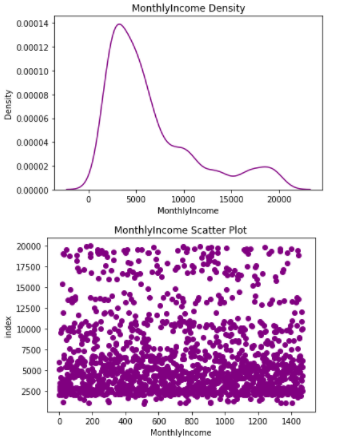 MonthlyIncome Density
0.00014
0.00012
0.00010
0.00008
0.00006
0.00004
0.00002
0.00000
Density
0 5000 10000 15000 20000
MonthlyIncome
MonthlyIncome Scatter Plot
20000
17500
15000
12500
10000
7500
5000
2500
index
0 200 400 600 800 1000 1200 1400
MonthlyIncome